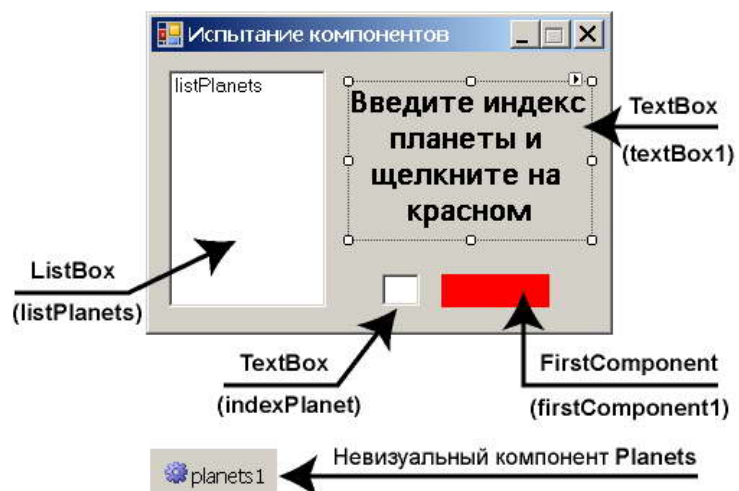 Испытание компонентов
listPlanets
Введите индекс
планеты и
щелкните на
красном
TextBox
(textBox1)
ListBox
(listPlanets)
TextBox
(indexPlanet)
FirstComponent
(firstComponent1)
planets1
Невизуальный компонент Planets